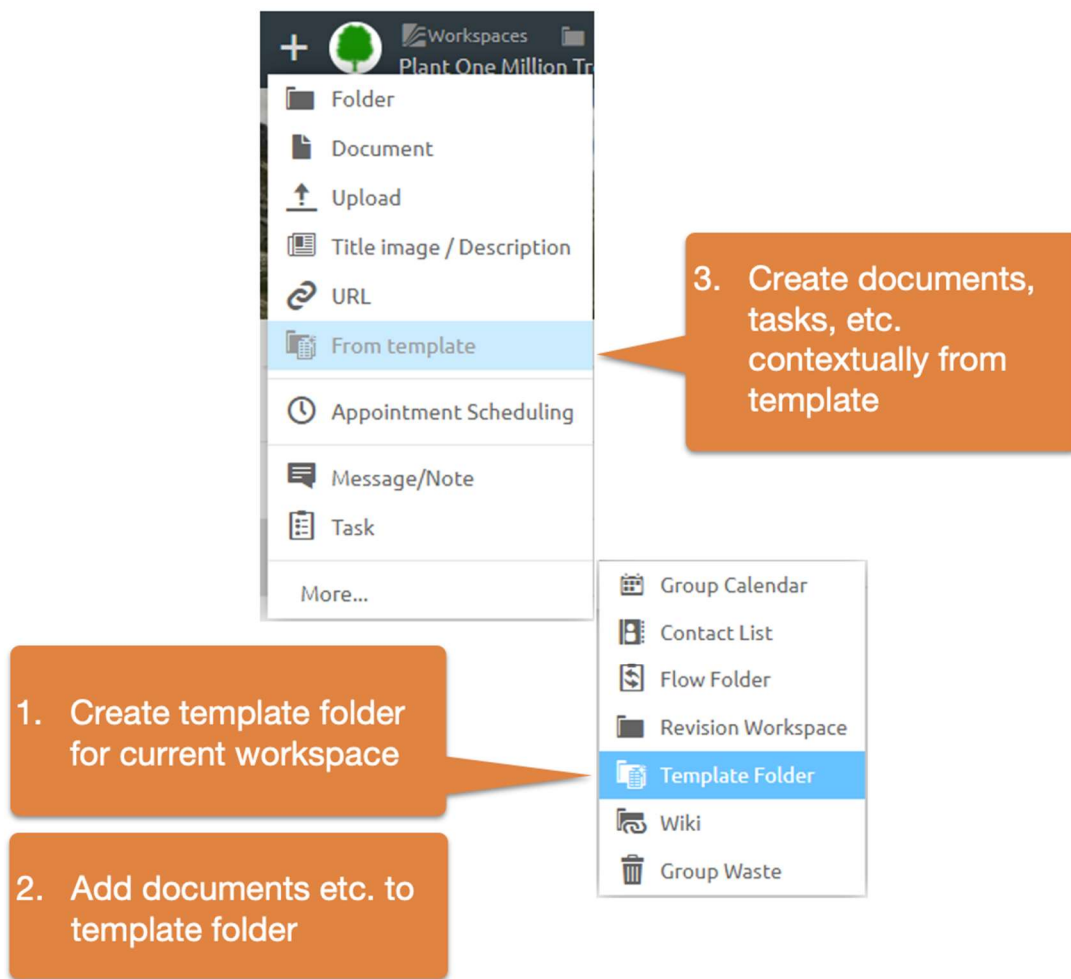 Workspaces
Plant One Million Tr
Folder
Document
Upload
Title image / Description
URL
From template
Appointment Scheduling
Message/Note
Task
More...
3. Create documents,
tasks, etc.
contextually from
template
Group Calendar
Contact List
Flow Folder
Revision Workspace
Template Folder
Wiki
Group Waste
1. Create template folder
for current workspace
2. Add documents etc. to
template folder